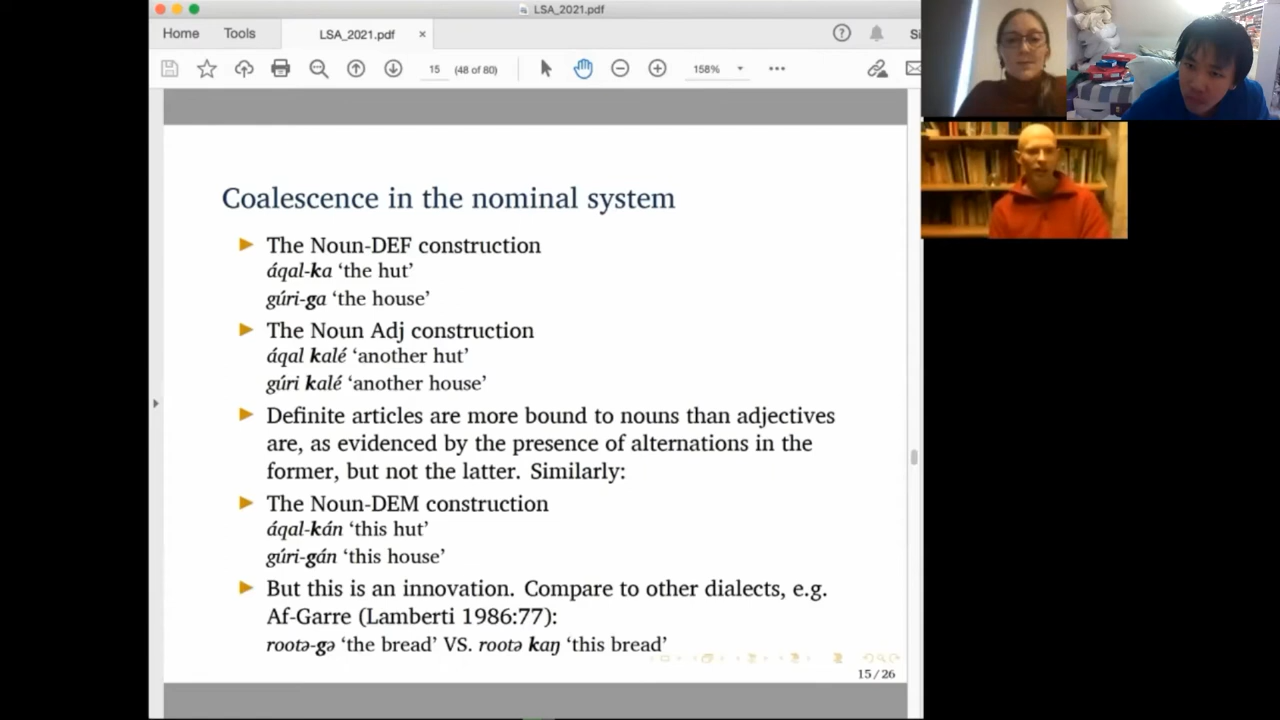 LSA_2021.pdf
Home Tools LSA_2021.pdf × Si
15 (48 of 80) 158%
Coalescence in the nominal system
The Noun-DEF construction
áqal-ka ‘the hut’
gúri-ga ‘the house’
The Noun Adj construction
áqal kalé ‘another hut’
gúri kalé ‘another house’
Definite articles are more bound to nouns than adjectives
are, as evidenced by the presence of alternations in the
former, but not the latter. Similarly:
The Noun-DEM construction
áqal-kán ‘this hut’
gúri-gán ‘this house’
But this is an innovation. Compare to other dialects, e.g.
Af-Garre (Lamberti 1986:77):
rootə-gə ‘the bread’ VS. rootə kaŋ ‘this bread’
15/26